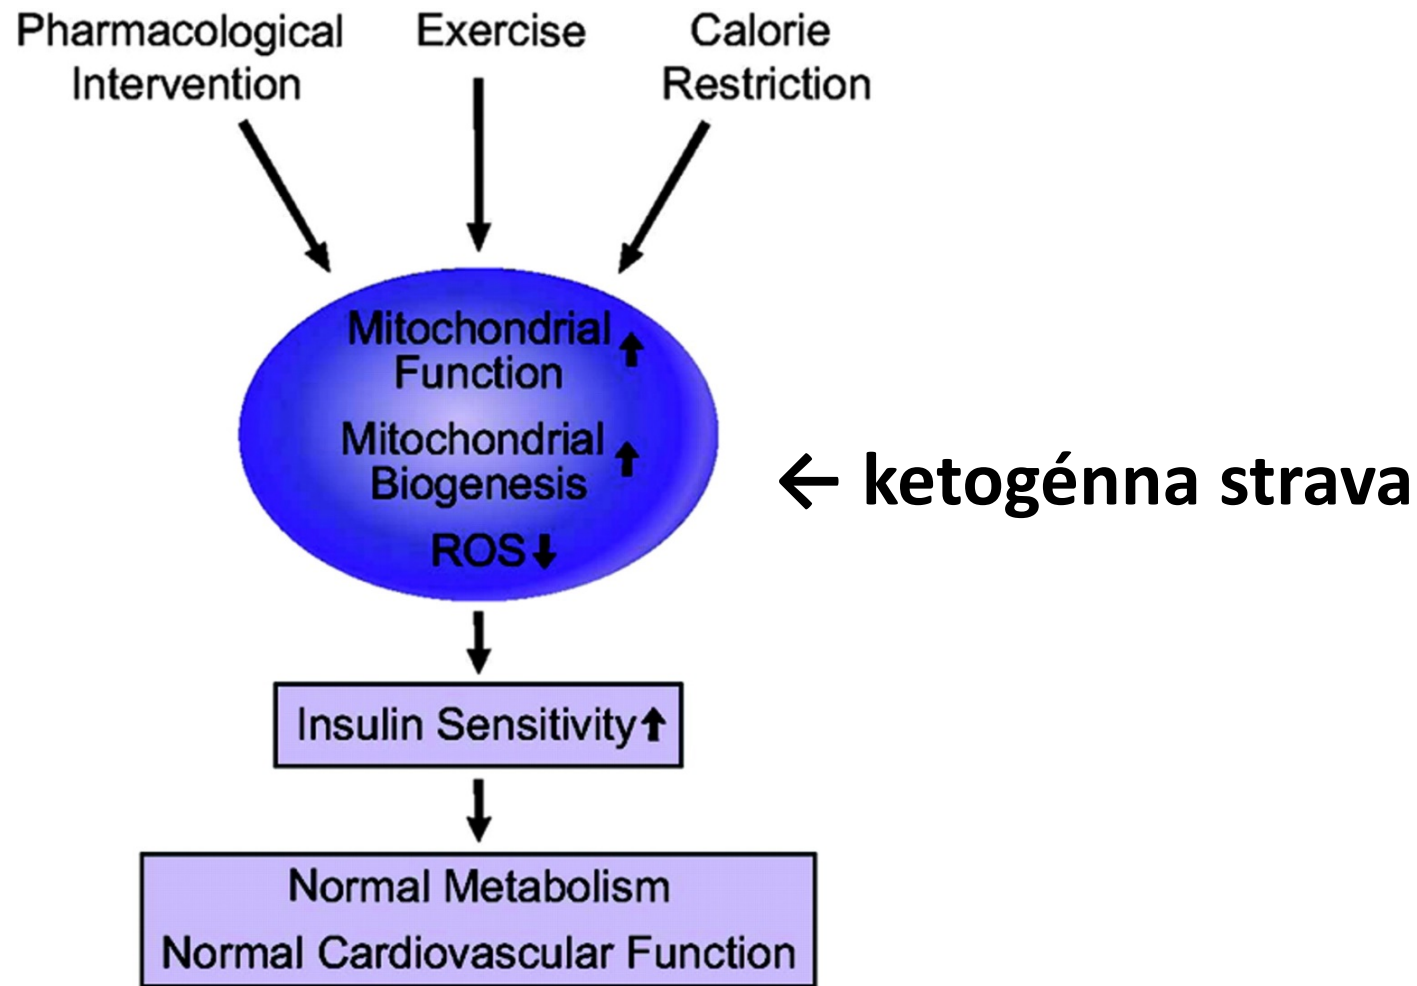 Pharmacological
Intervention
Exercise
Calorie
Restriction
Mitochondrial
Function
Mitochondrial
Biogenesis
ROS
← ketogénna strava
Insulin Sensitivity
Normal Metabolism
Normal Cardiovascular Function